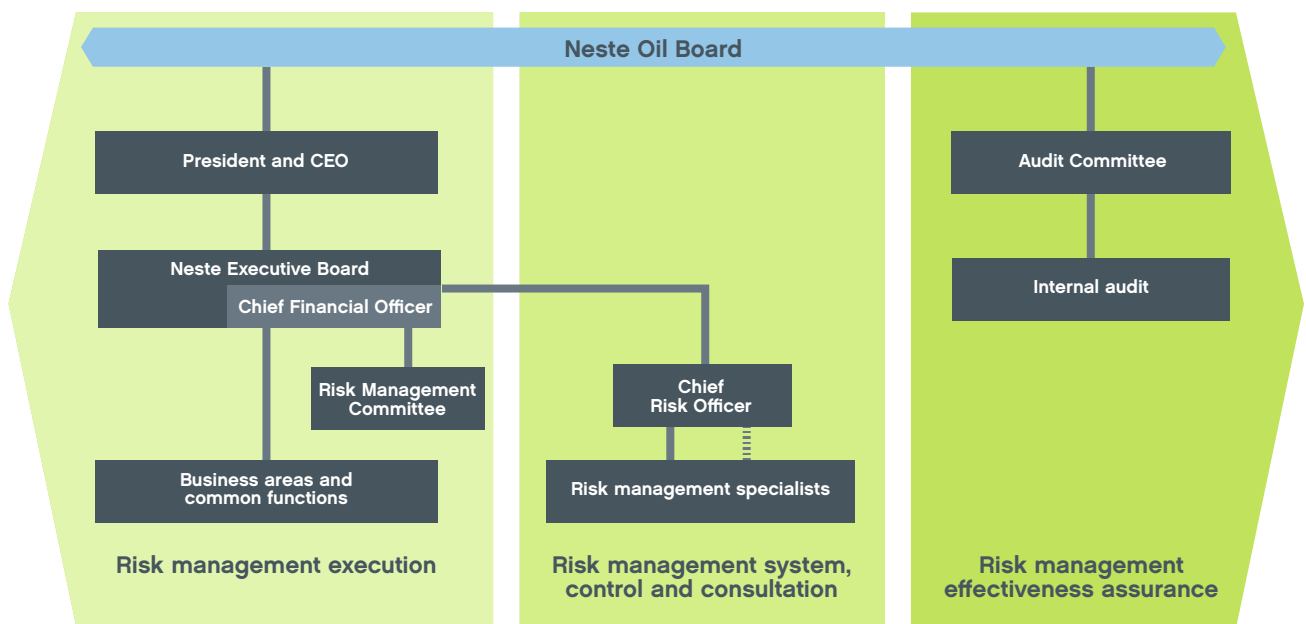 Neste Oil Board
President and CEO
Neste Executive Board
Chief Financial Officer
Risk Management
Committee
Business areas and
common functions
Risk management execution
Chief
Risk Officer
Risk management specialists
Risk management system,
control and consultation
Audit Committee
Internal audit
Risk management
effectiveness assurance